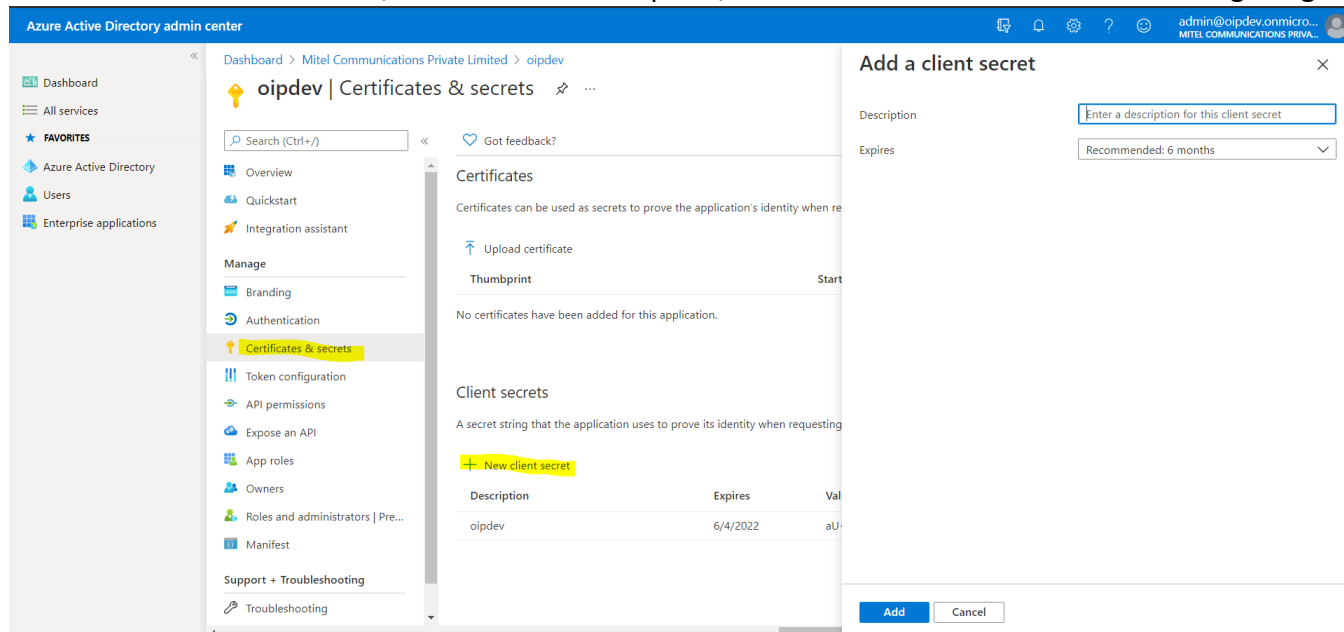 Azure Active Directory admin center
admin@oipdev.onmicro...
MITEL COMMUNICATIONS PRIVA...
Dashboard
All services
FAVORITES
Azure Active Directory
Users
Enterprise applications
Dashboard > Mitel Communications Private Limited > oipdev
oipdev | Certificates & secrets
Search (Ctrl+/)
Overview
Quickstart
Integration assistant
Manage
Branding
Authentication
Certificates & secrets
Token configuration
API permissions
Expose an API
App roles
Owners
Roles and administrators | Pre...
Manifest
Support + Troubleshooting
Troubleshooting
Got feedback?
Certificates
Certificates can be used as secrets to prove the application's identity when re
Upload certificate
Thumbprint Start
No certificates have been added for this application.
Client secrets
A secret string that the application uses to prove its identity when requesting
+ New client secret
Description Expires Val
oipdev 6/4/2022 aU
Add a client secret
Description Enter a description for this client secret
Expires Recommended: 6 months
Add Cancel